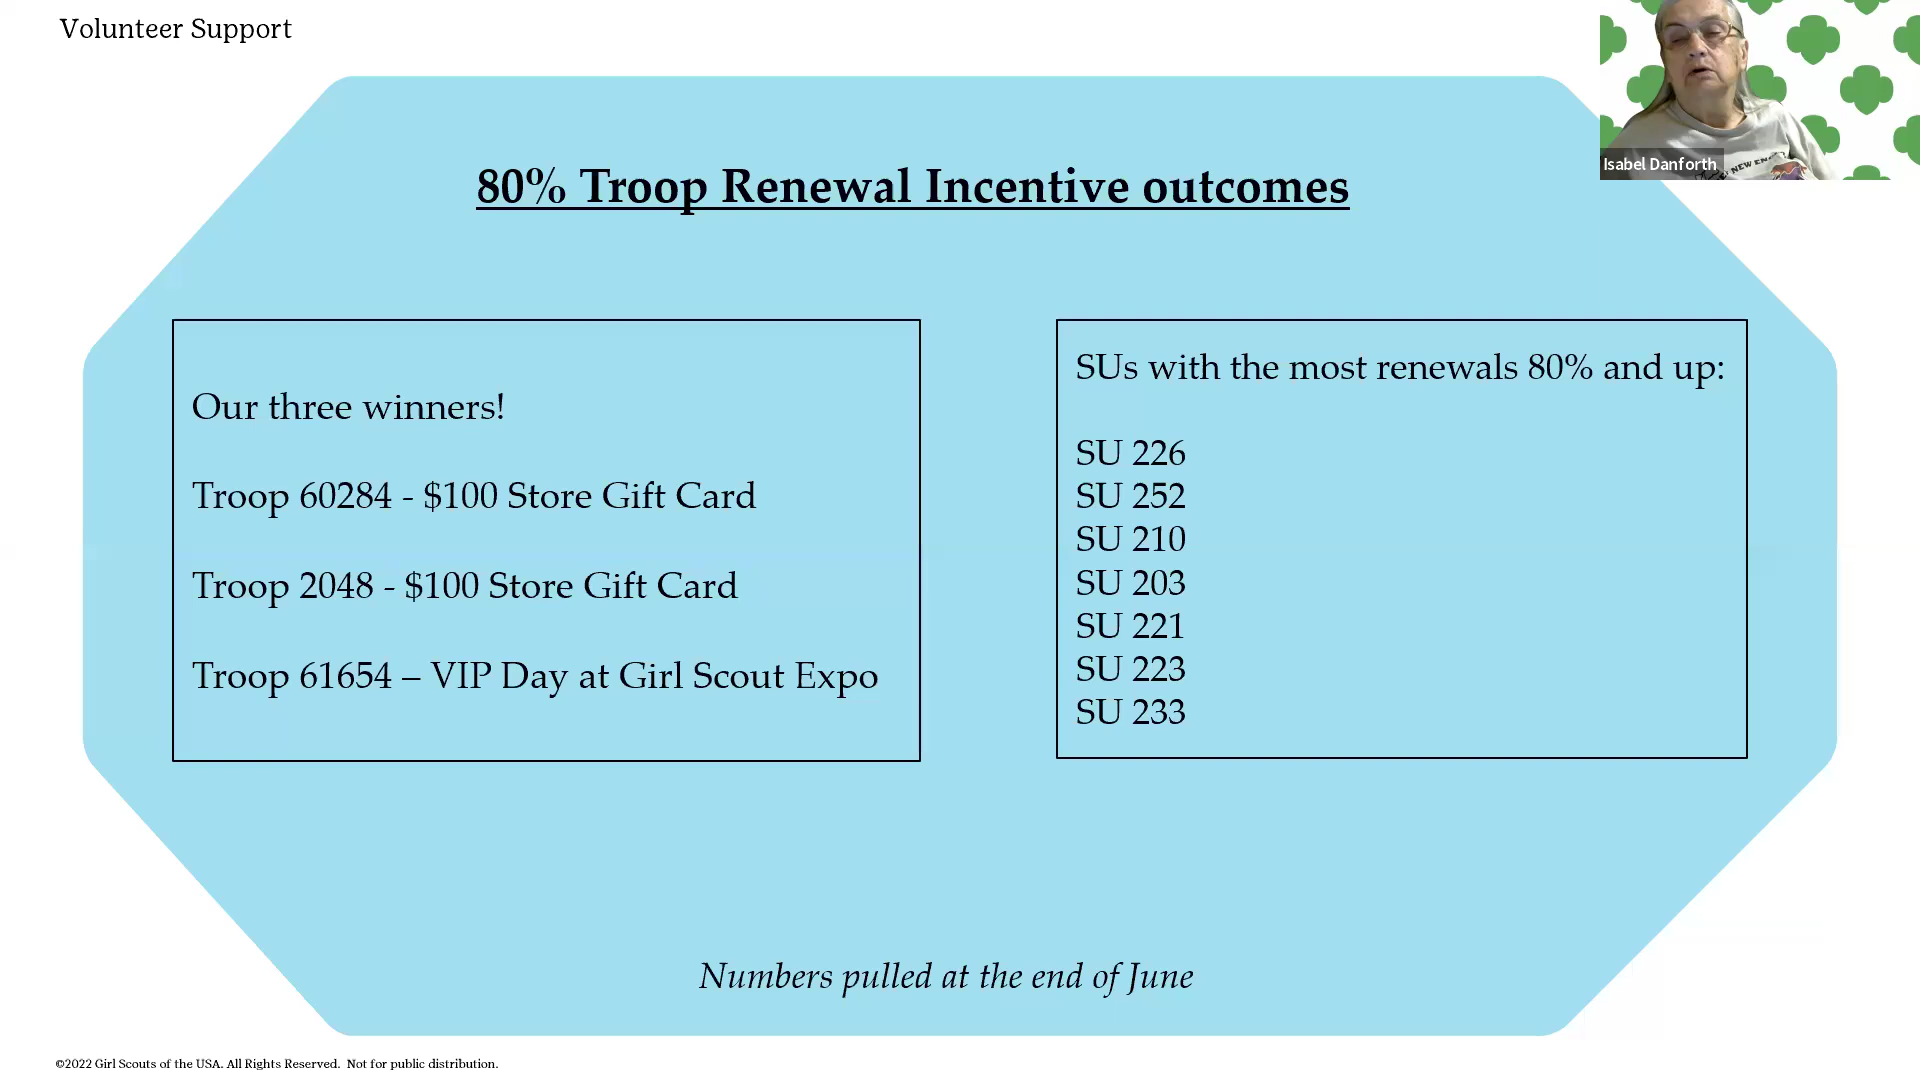 Volunteer Support
80% Troop Renewal Incentive outcomes
Our three winners!
Troop 60284 - $100 Store Gift Card
Troop 2048 - $100 Store Gift Card
Troop 61654 – VIP Day at Girl Scout Expo
SUs with the most renewals 80% and up:
SU 226
SU 252
SU 210
SU 203
SU 221
SU 223
SU 233
Numbers pulled at the end of June
©2022 Girl Scouts of the USA. All Rights Reserved.  Not for public distribution.
Isabel Danforth
NEW